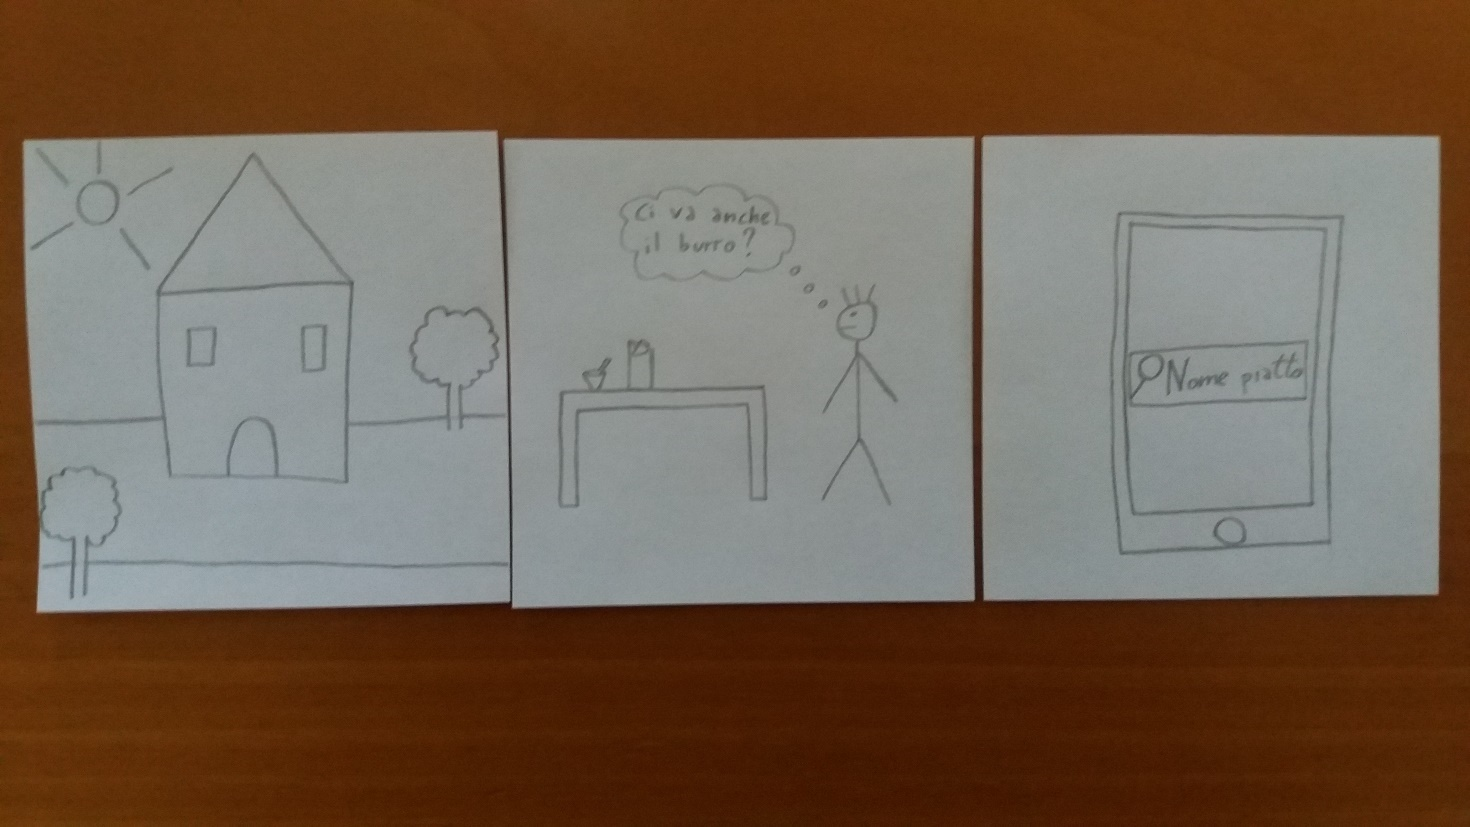 Ci va anche
il burro?
Nome piatto